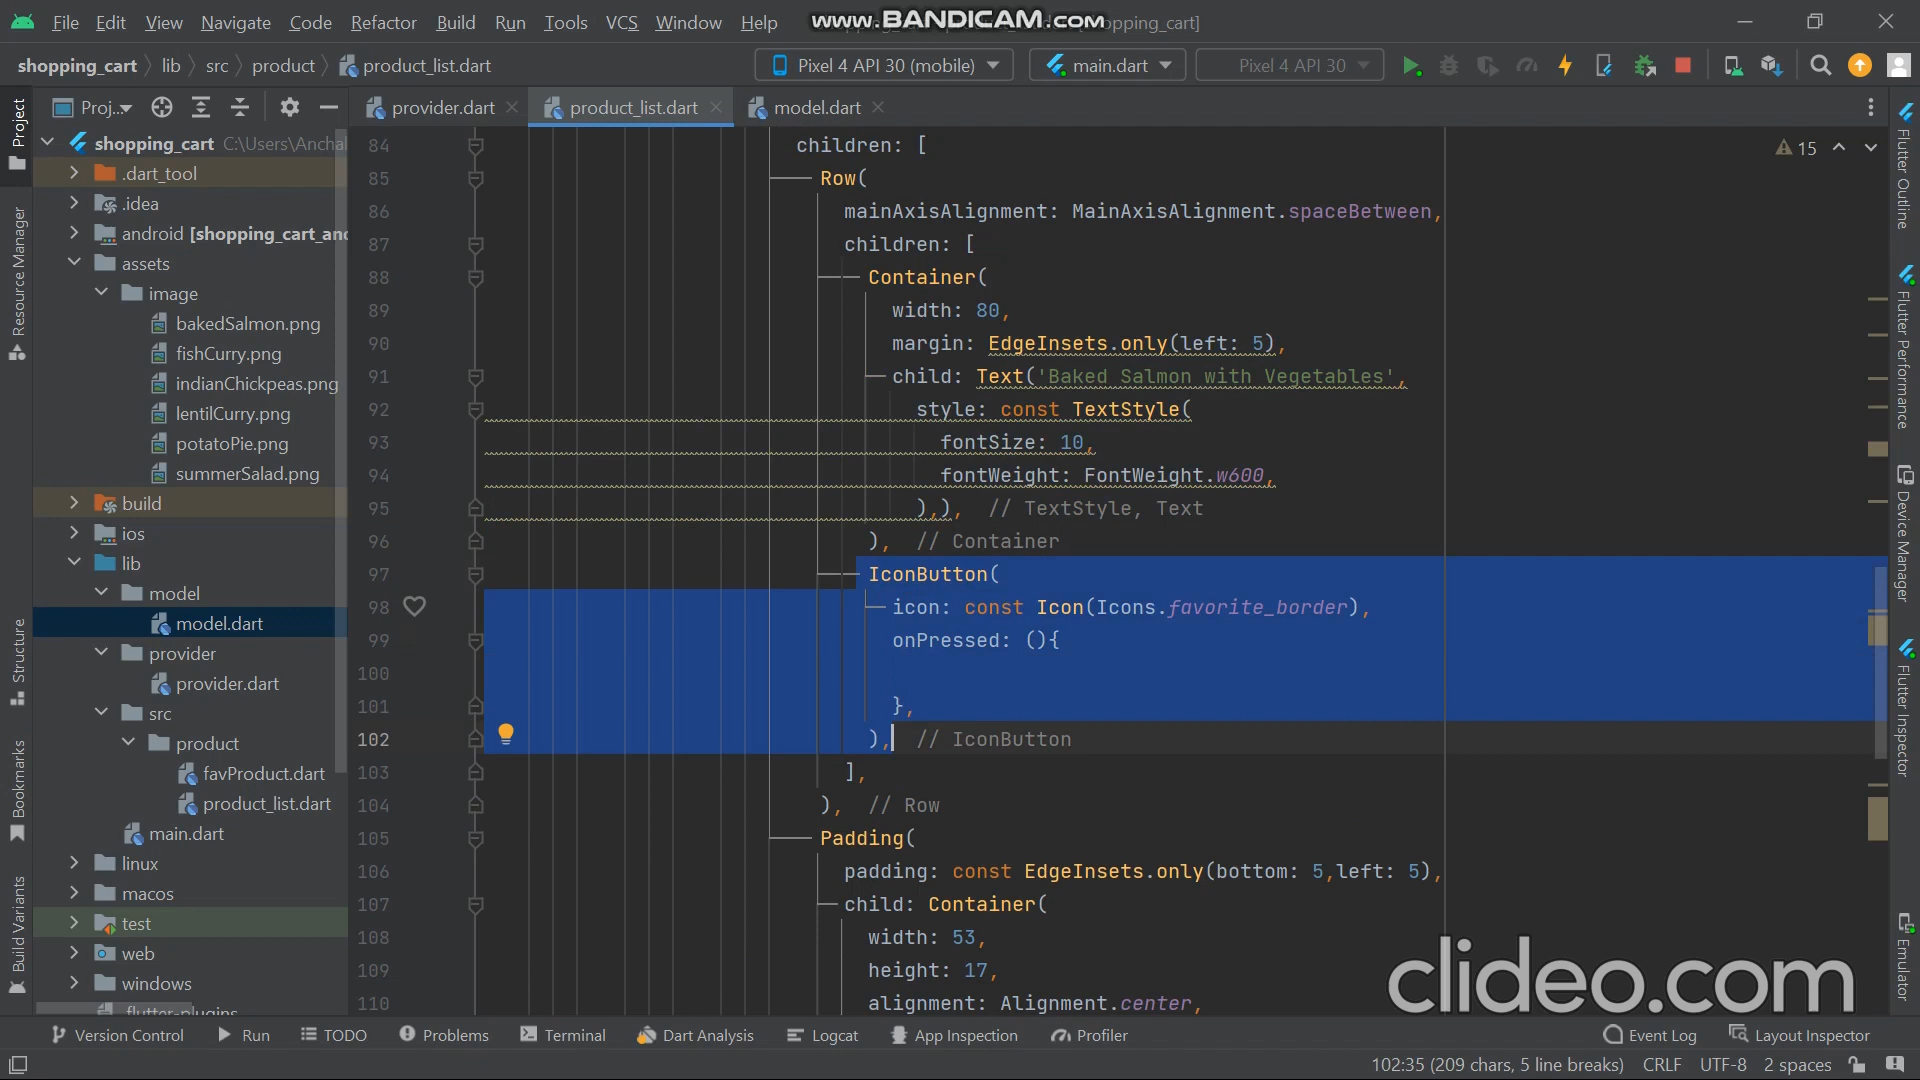 File Edit View Navigate Code Refactor Build Run Tools VCS Window Help
www.BANDICAM.com
hopping_cart]
shopping_cart lib src product product_list.dart
Pixel 4 API 30 (mobile) main.dart Pixel 4 API 30
Proj... provider.dart product_list.dart model.dart
Project
Resource Manager
Structure
Bookmarks
Build Variants
shopping_cart C:\Users\Anchal
.dart_tool
.idea
android [shopping_cart_and
assets
image
bakedSalmon.png
fishCurry.png
indianChickpeas.png
lentilCurry.png
potatoPie.png
summerSalad.png
build
ios
lib
model
model.dart
provider
provider.dart
src
product
favProduct.dart
product_list.dart
main.dart
linux
macos
test
web
windows
.flutter-plugins
15
84 children: [
85 Row(
86 mainAxisAlignment: MainAxisAlignment.spaceBetween,
87 children: [
88 Container(
89 width: 80,
90 margin: EdgeInsets.only(left: 5),
91 child: Text('Baked Salmon with Vegetables',
92 style: const TextStyle(
93 fontSize: 10,
94 fontWeight: FontWeight.w600,
95 ),), // TextStyle, Text
96 ), // Container
97 IconButton(
98 icon: const Icon(Icons.favorite_border),
99 onPressed: (){
100
101 },
102 ), // IconButton
103 ],
104 ), // Row
105 Padding(
106 padding: const EdgeInsets.only(bottom: 5,left: 5),
107 child: Container(
108 width: 53,
109 height: 17,
110 alignment: Alignment.center,
Flutter Outline
Flutter Performance
Device Manager
Flutter Inspector
Emulator
clideo.com
Version Control Run TODO Problems Terminal Dart Analysis Logcat App Inspection Profiler Event Log Layout Inspector
102:35 (209 chars, 5 line breaks) CRLF UTF-8 2 spaces